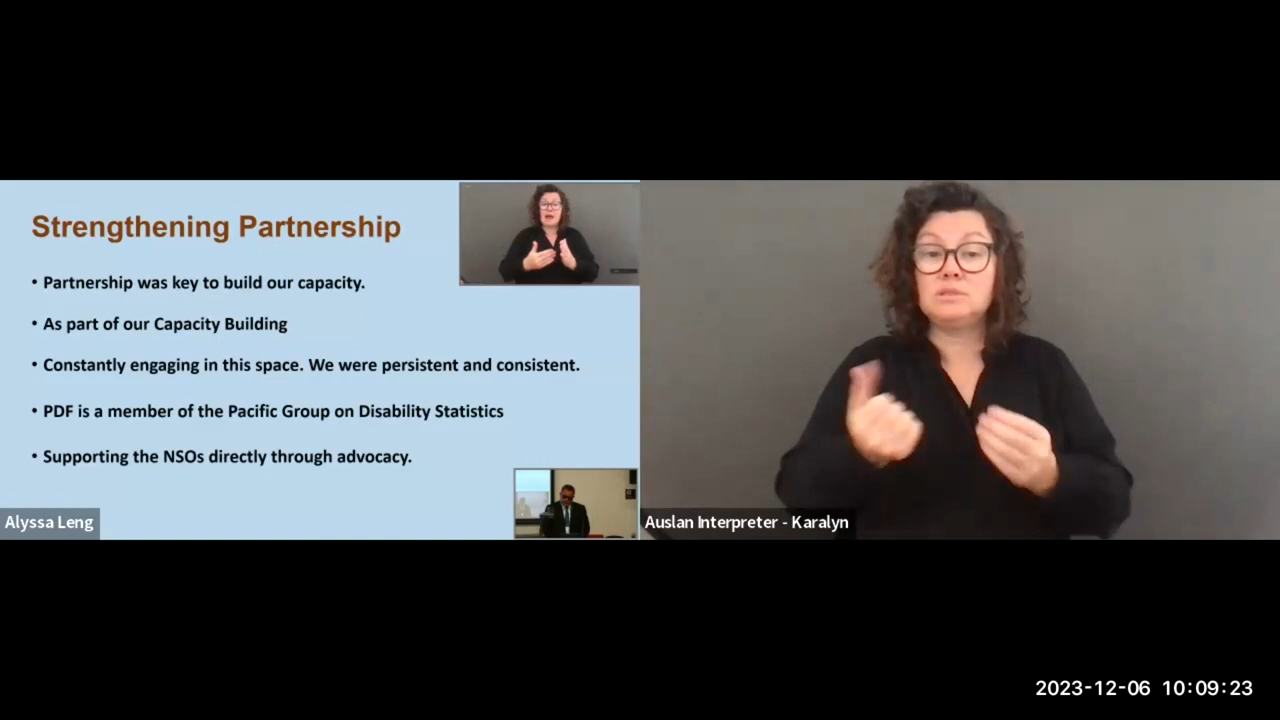 Strengthening Partnership
• Partnership was key to build our capacity.
• As part of our Capacity Building
• Constantly engaging in this space. We were persistent and consistent.
• PDF is a member of the Pacific Group on Disability Statistics
• Supporting the NSOs directly through advocacy.
Alyssa Leng
Auslan Interpreter - Karalyn
2023-12-06 10:09:23